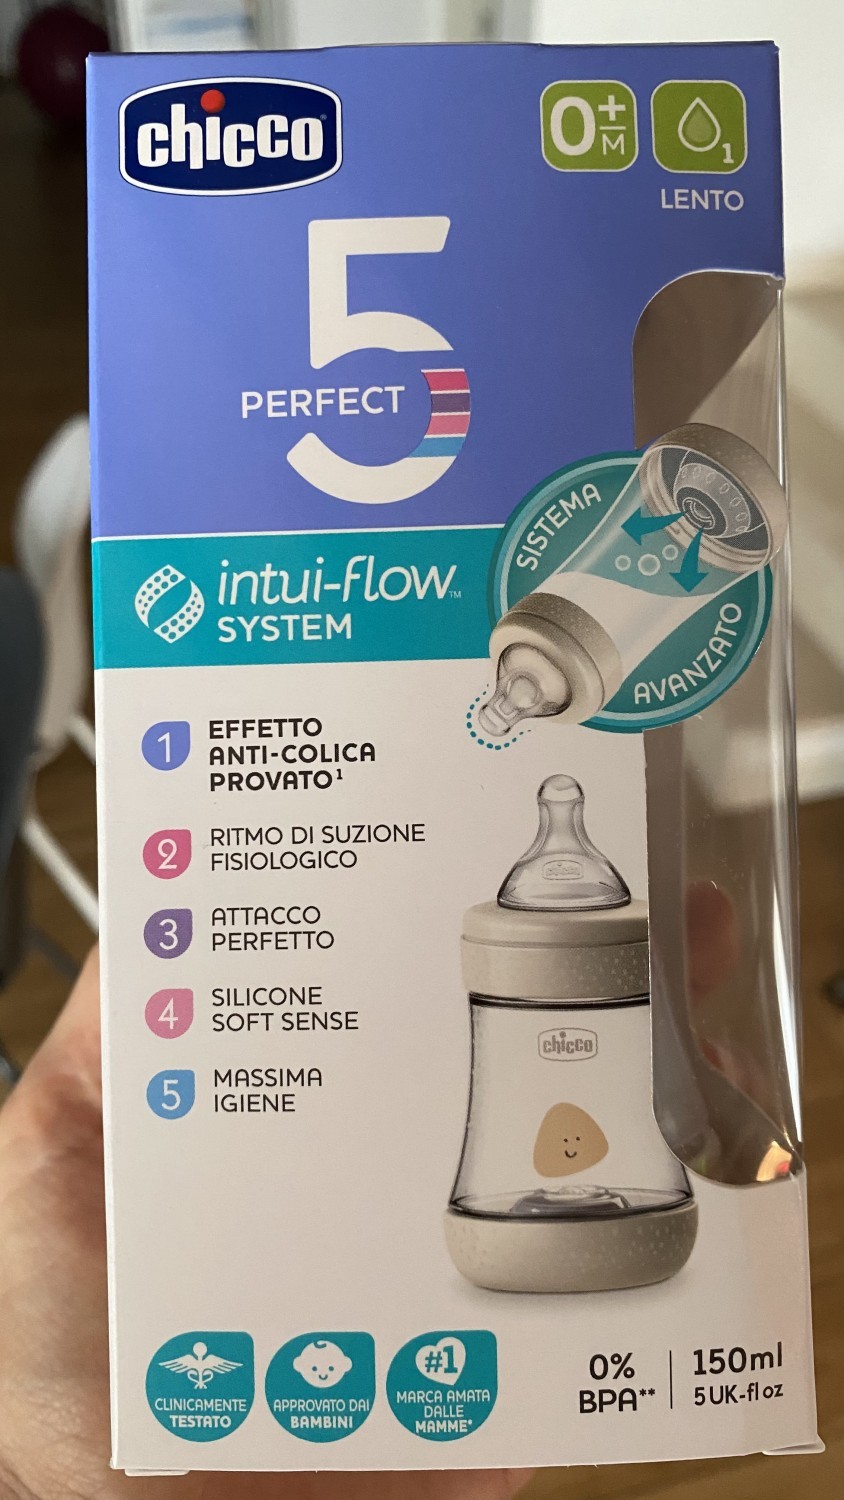 chicco
0+
M
1
LENTO
5
PERFECT
intui-flow™
SYSTEM
SISTEMA
AVANZATO
1 EFFETTO
ANTI-COLICA
PROVATO¹
2 RITMO DI SUZIONE
FISIOLOGICO
3 ATTACCO
PERFETTO
4 SILICONE
SOFT SENSE
5 MASSIMA
IGIENE
chicco
chicco
CLINICAMENTE
TESTATO
APPROVATO DAI
BAMBINI
#1
MARCA AMATA
DALLE
MAMME*
0%
BPA**
150ml
5 UK-fl oz